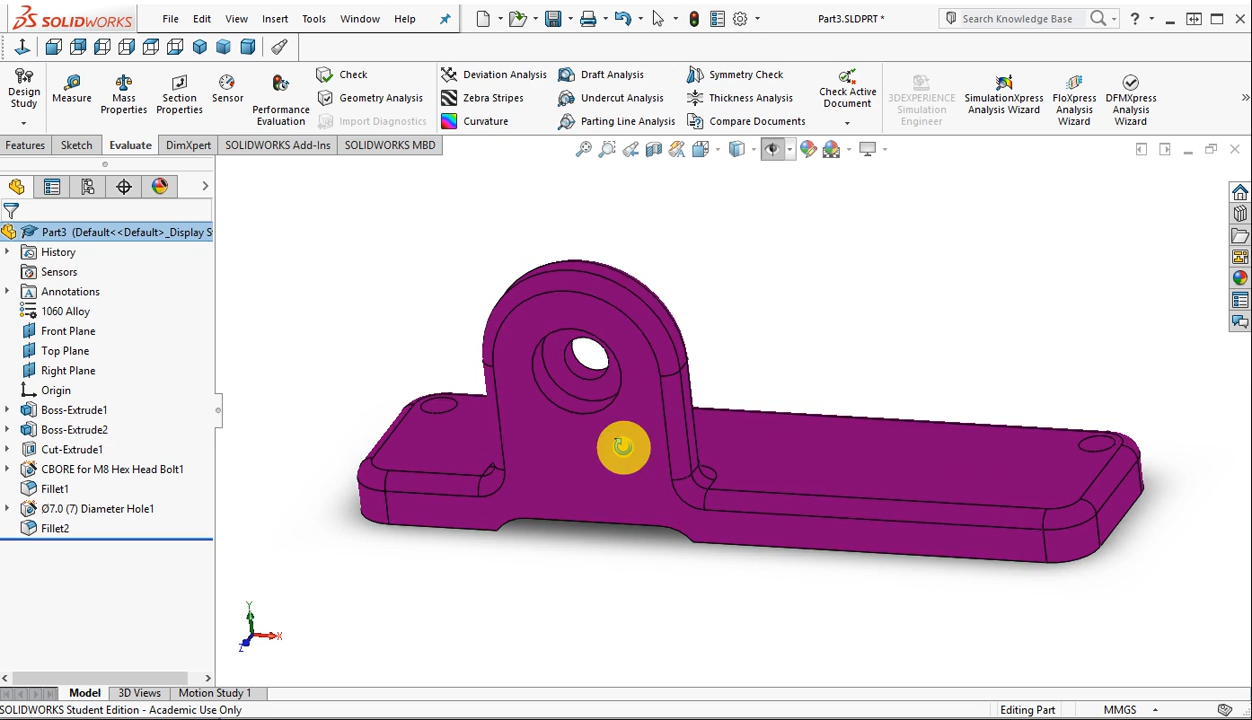 SOLIDWORKS
File Edit View Insert Tools Window Help
Part3.SLDPRT *
Search Knowledge Base
?
Design Study
Measure
Mass Properties
Section Properties
Sensor
Performance Evaluation
Check
Geometry Analysis
Import Diagnostics
Deviation Analysis
Zebra Stripes
Curvature
Draft Analysis
Undercut Analysis
Parting Line Analysis
Symmetry Check
Thickness Analysis
Compare Documents
Check Active Document
3DEXPERIENCE Simulation Engineer
SimulationXpress Analysis Wizard
FloXpress Analysis Wizard
DFMXpress Analysis Wizard
Features Sketch Evaluate DimXpert SOLIDWORKS Add-Ins SOLIDWORKS MBD
Part3 (Default<<Default>_Display S
History
Sensors
Annotations
1060 Alloy
Front Plane
Top Plane
Right Plane
Origin
Boss-Extrude1
Boss-Extrude2
Cut-Extrude1
CBORE for M8 Hex Head Bolt1
Fillet1
Ø7.0 (7) Diameter Hole1
Fillet2
Y
X
Z
Model 3D Views Motion Study 1
SOLIDWORKS Student Edition - Academic Use Only
Editing Part
MMGS